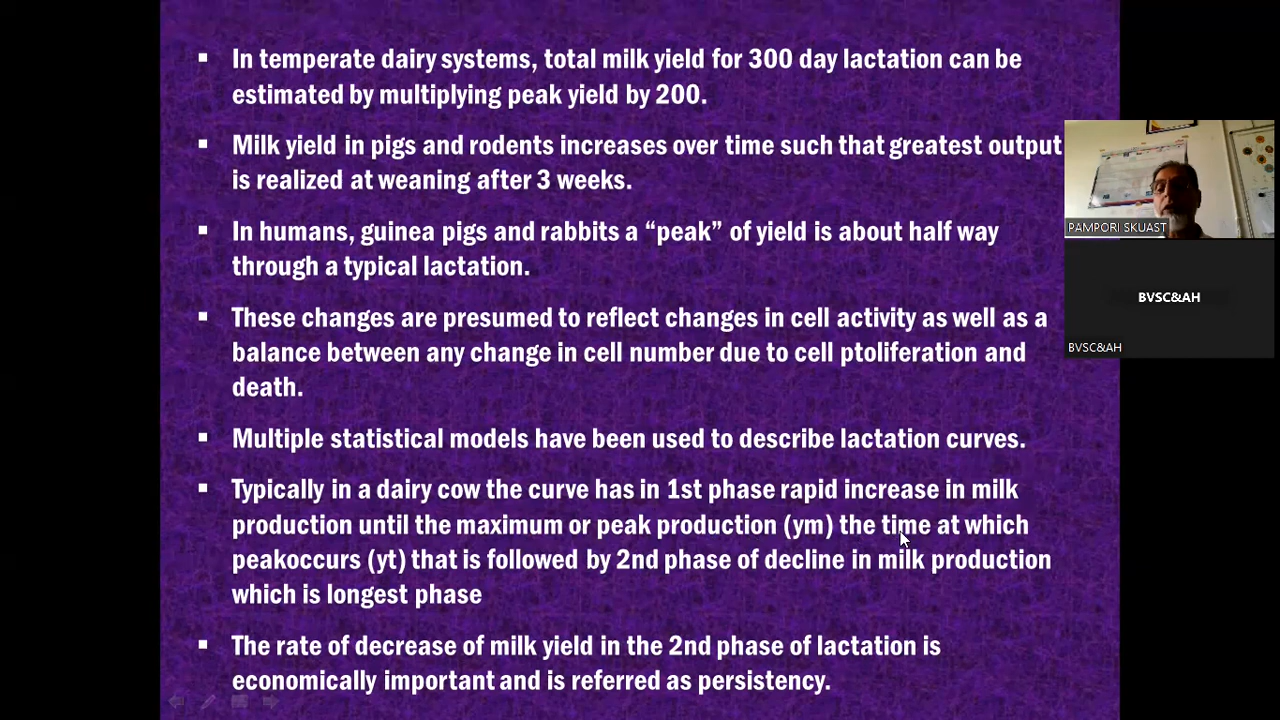 ▪ In temperate dairy systems, total milk yield for 300 day lactation can be
estimated by multiplying peak yield by 200.
▪ Milk yield in pigs and rodents increases over time such that greatest output
is realized at weaning after 3 weeks.
▪ In humans, guinea pigs and rabbits a “peak” of yield is about half way
through a typical lactation.
▪ These changes are presumed to reflect changes in cell activity as well as a
balance between any change in cell number due to cell ptoliferation and
death.
▪ Multiple statistical models have been used to describe lactation curves.
▪ Typically in a dairy cow the curve has in 1st phase rapid increase in milk
production until the maximum or peak production (ym) the time at which
peakoccurs (yt) that is followed by 2nd phase of decline in milk production
which is longest phase
▪ The rate of decrease of milk yield in the 2nd phase of lactation is
economically important and is referred as persistency.
PAMPORI SKUAST
BVSC&AH
BVSC&AH